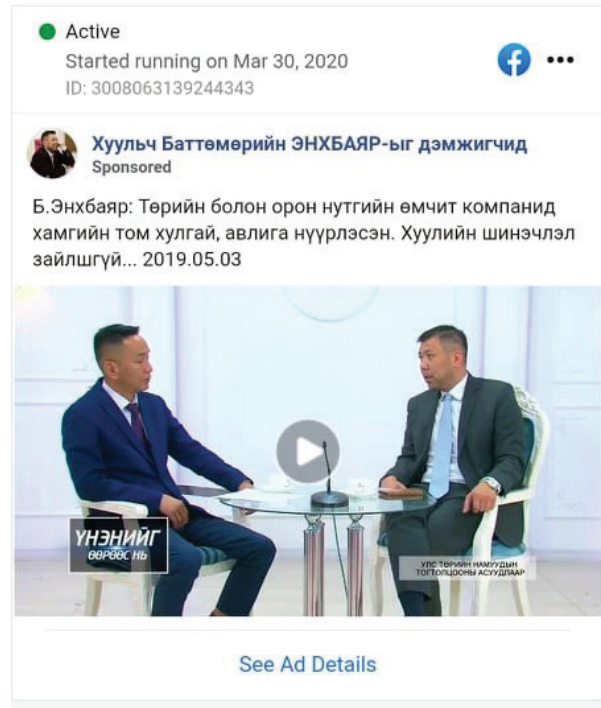 Active
Started running on Mar 30, 2020
ID: 3008063139244343
Хуульч Баттөмөрийн ЭНХБАЯР-ыг дэмжигчид
Sponsored
Б.Энхбаяр: Төрийн болон орон нутгийн өмчит компанид
хамгийн том хулгай, авлига нүүрлэсэн. Хуулийн шинэчлэл
зайлшгүй... 2019.05.03
ҮНЭНИЙГ
ӨӨРӨӨС НЬ
УЛС ТӨРИЙН НАМУУДЫН
ТОГТОЛЦООНЫ АСУУДЛААР
See Ad Details